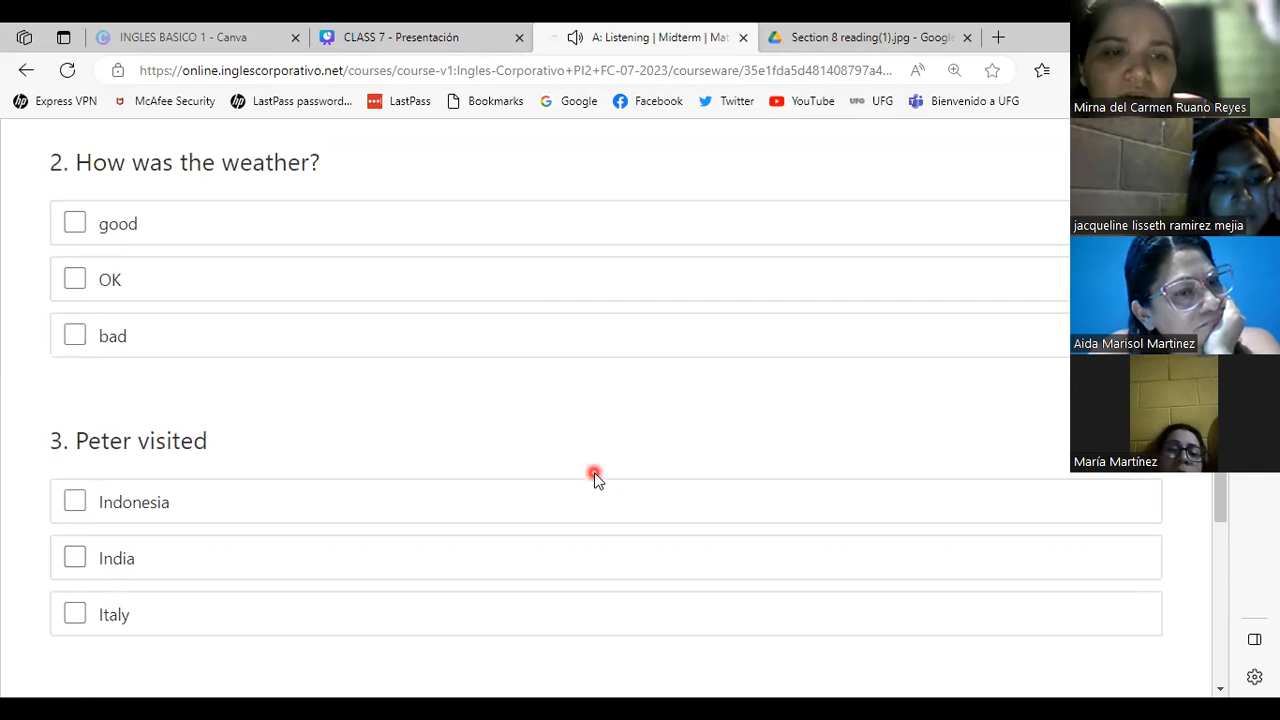 INGLES BASICO 1 - Canva
CLASS 7 - Presentación
A: Listening | Midterm | Mat
Section 8 reading(1).jpg - Google
https://online.inglescorporativo.net/courses/course-v1:Ingles-Corporativo+PI2+FC-07-2023/courseware/35e1fda5d481408797a4...
Express VPN
McAfee Security
LastPass password...
LastPass
Bookmarks
Google
Facebook
Twitter
YouTube
UFG
UFG
Bienvenido a UFG
Mirna del Carmen Ruano Reyes
jacqueline lisseth ramirez mejia
Aida Marisol Martinez
María Martínez
2. How was the weather?
good
OK
bad
3. Peter visited
Indonesia
India
Italy